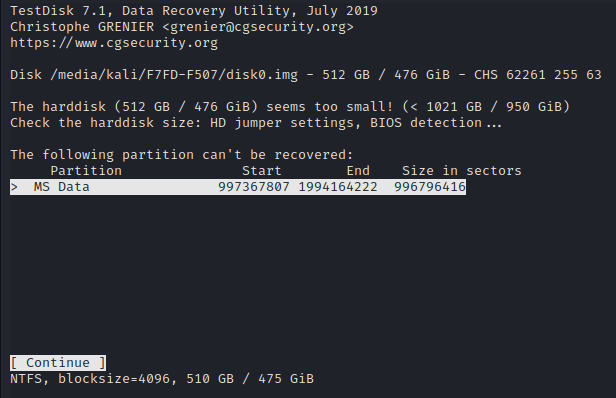 TestDisk 7.1, Data Recovery Utility, July 2019
Christophe GRENIER <grenier@cgsecurity.org>
https://www.cgsecurity.org
Disk /media/kali/F7FD-F507/disk0.img - 512 GB / 476 GiB - CHS 62261 255 63
The harddisk (512 GB / 476 GiB) seems too small! (< 1021 GB / 950 GiB)
Check the harddisk size: HD jumper settings, BIOS detection...
The following partition can't be recovered:
Partition Start End Size in sectors
> MS Data 997367807 1994164222 996796416
[ Continue ]
NTFS, blocksize=4096, 510 GB / 475 GiB